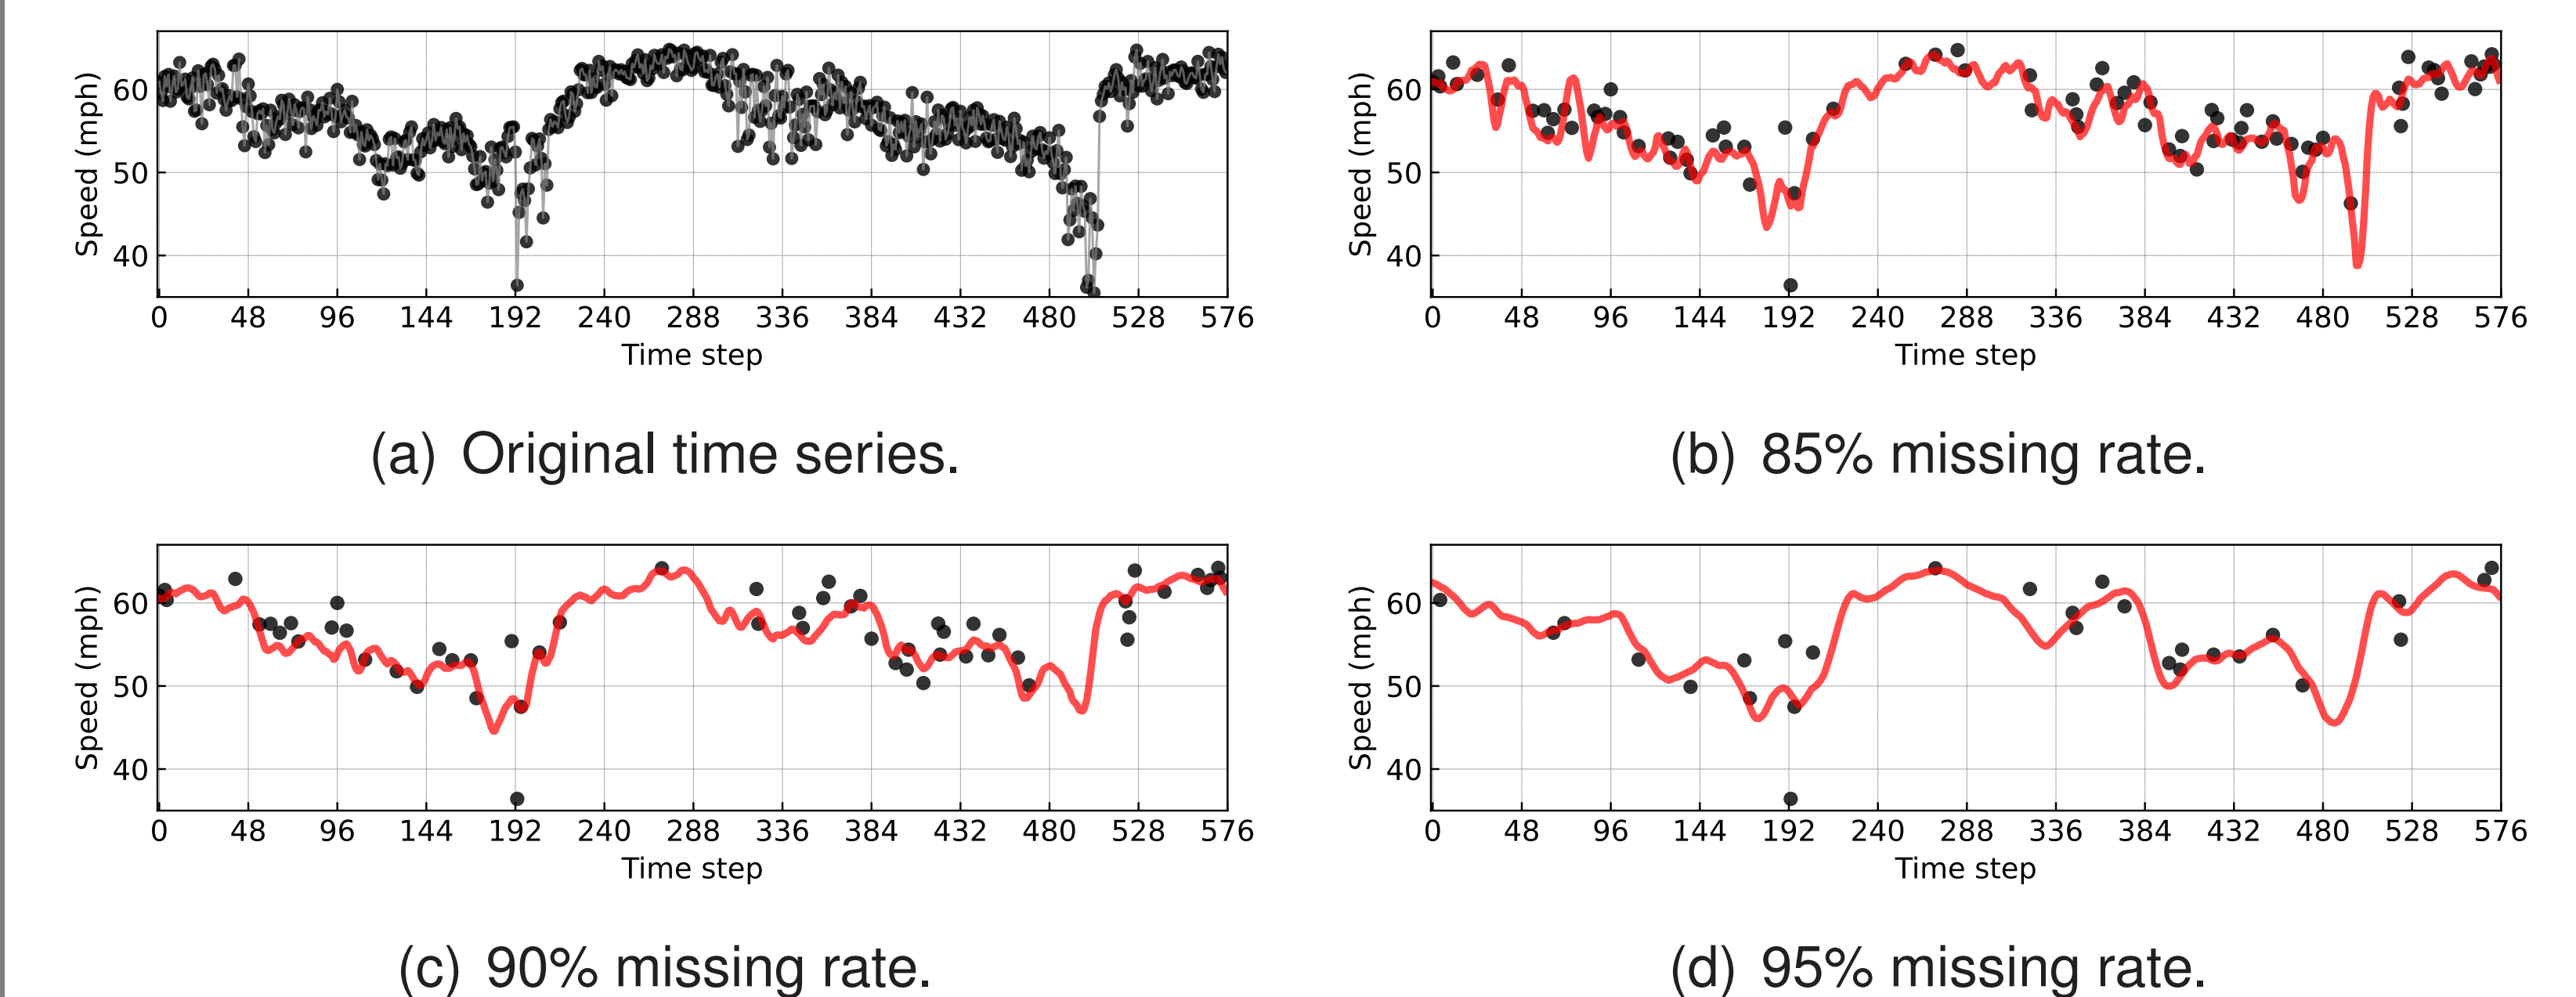 Speed (mph)
60
50
40
0 48 96 144 192 240 288 336 384 432 480 528 576
Time step
(a) Original time series.
Speed (mph)
60
50
40
0 48 96 144 192 240 288 336 384 432 480 528 576
Time step
(b) 85% missing rate.
Speed (mph)
60
50
40
0 48 96 144 192 240 288 336 384 432 480 528 576
Time step
(c) 90% missing rate.
Speed (mph)
60
50
40
0 48 96 144 192 240 288 336 384 432 480 528 576
Time step
(d) 95% missing rate.